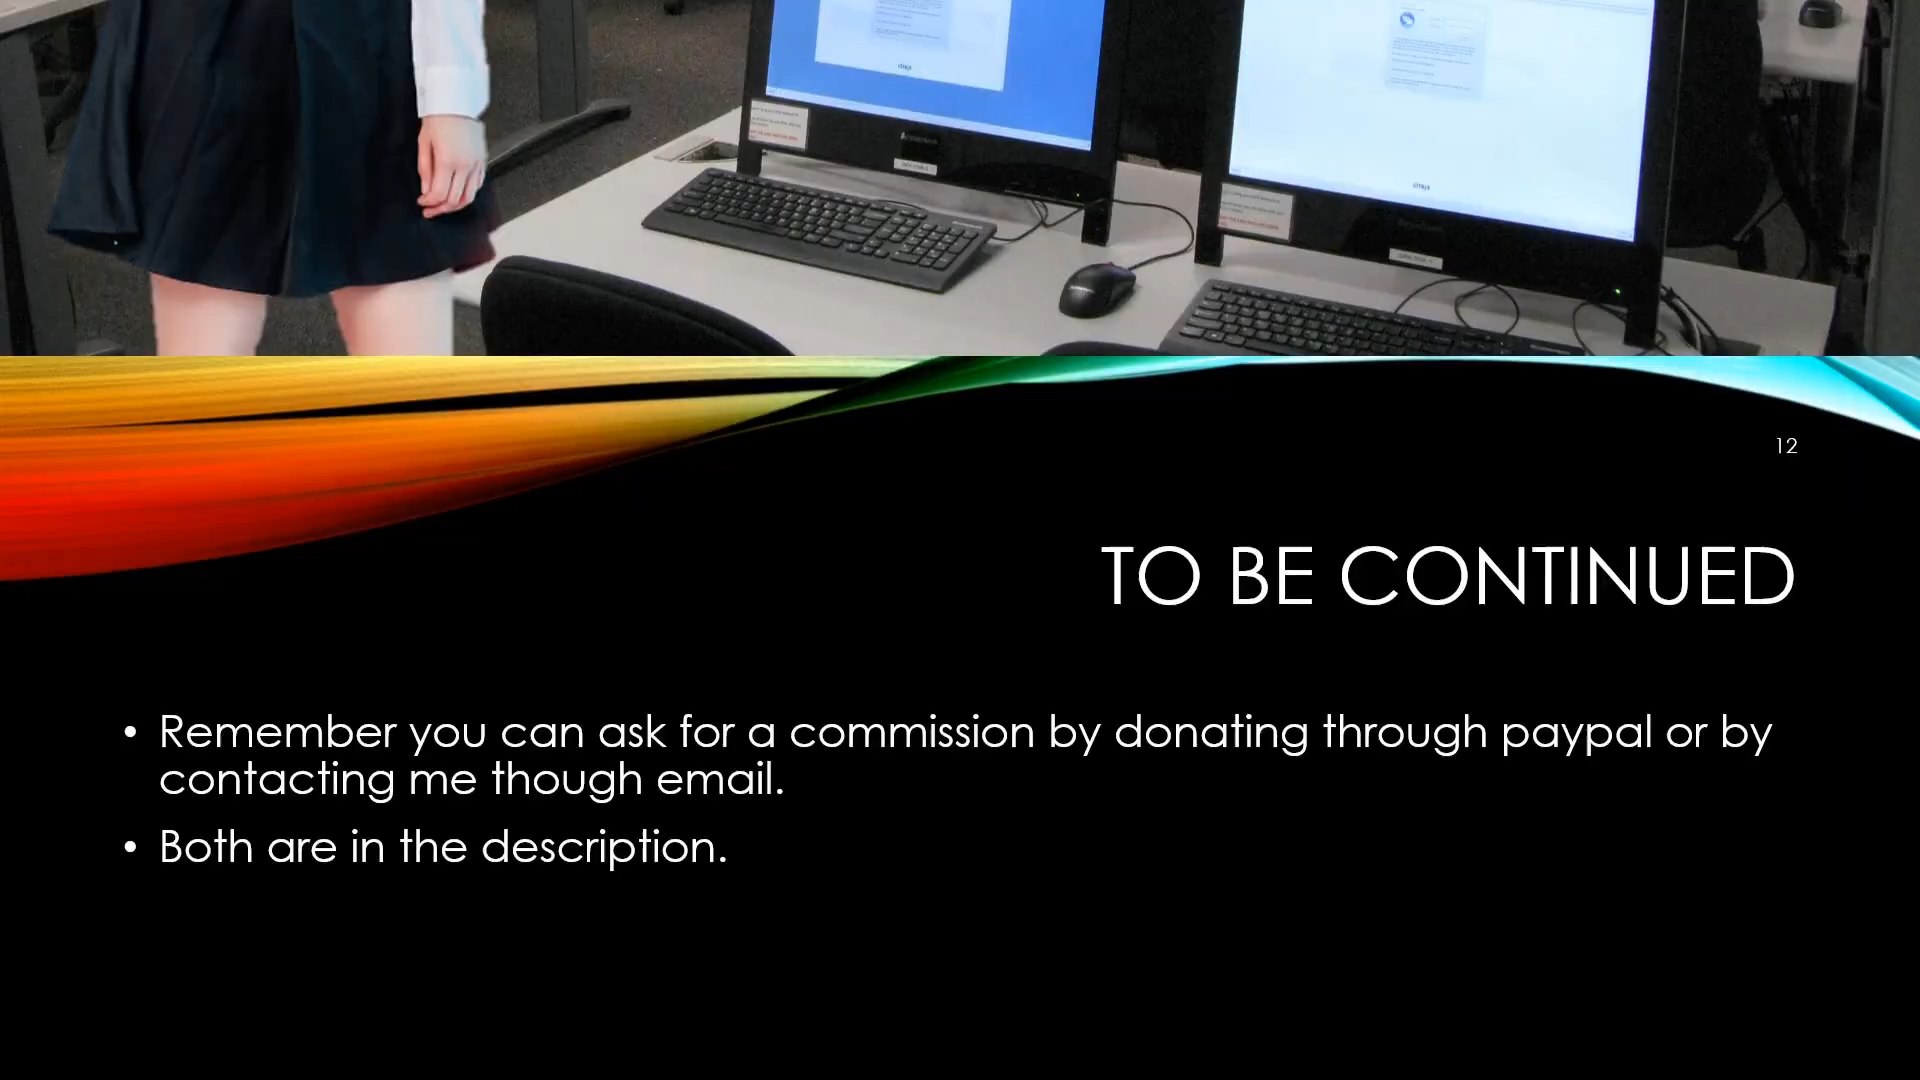 12
TO BE CONTINUED
• Remember you can ask for a commission by donating through paypal or by
contacting me though email.
• Both are in the description.